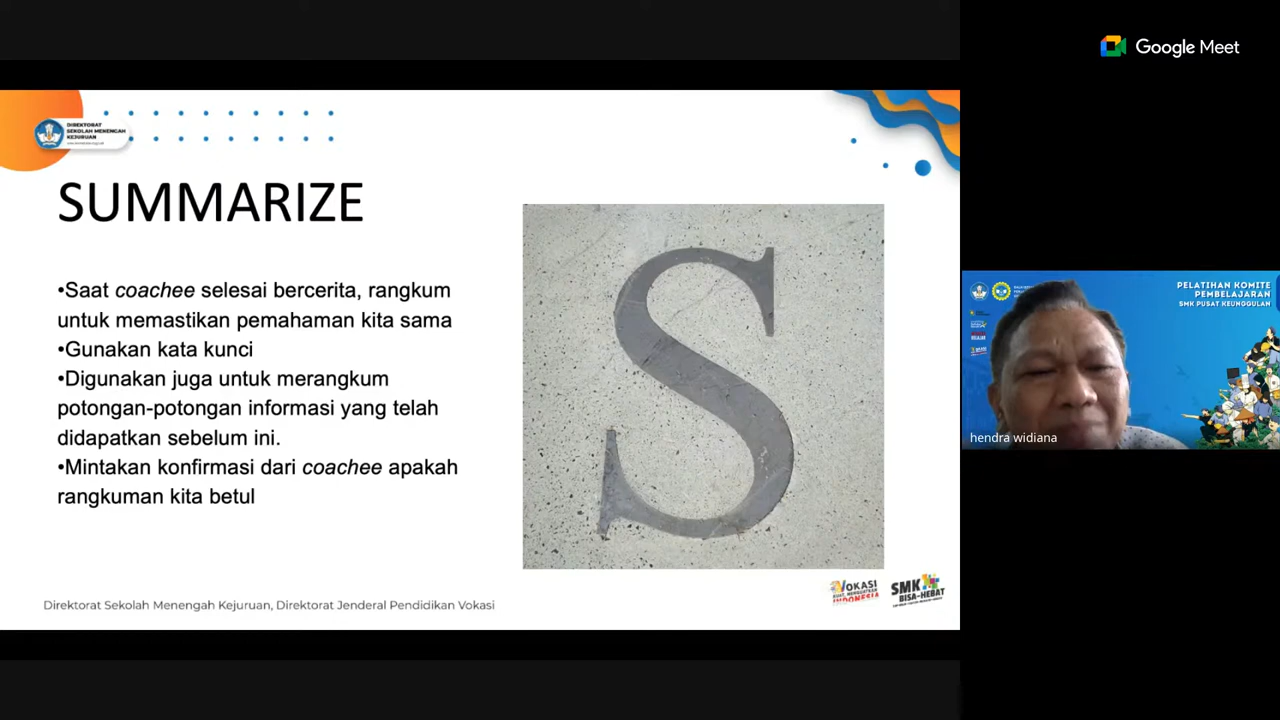 Google Meet
DIREKTORAT
SEKOLAH MENENGAH
KEJURUAN
SUMMARIZE
•Saat coachee selesai bercerita, rangkum
untuk memastikan pemahaman kita sama
•Gunakan kata kunci
•Digunakan juga untuk merangkum
potongan-potongan informasi yang telah
didapatkan sebelum ini.
•Mintakan konfirmasi dari coachee apakah
rangkuman kita betul
S
Direktorat Sekolah Menengah Kejuruan, Direktorat Jenderal Pendidikan Vokasi
VOKASI
INDONESIA
SMK
BISA-HEBAT
PELATIHAN KOMITE
PEMBELAJARAN
SMK PUSAT KEUNGGULAN
hendra widiana